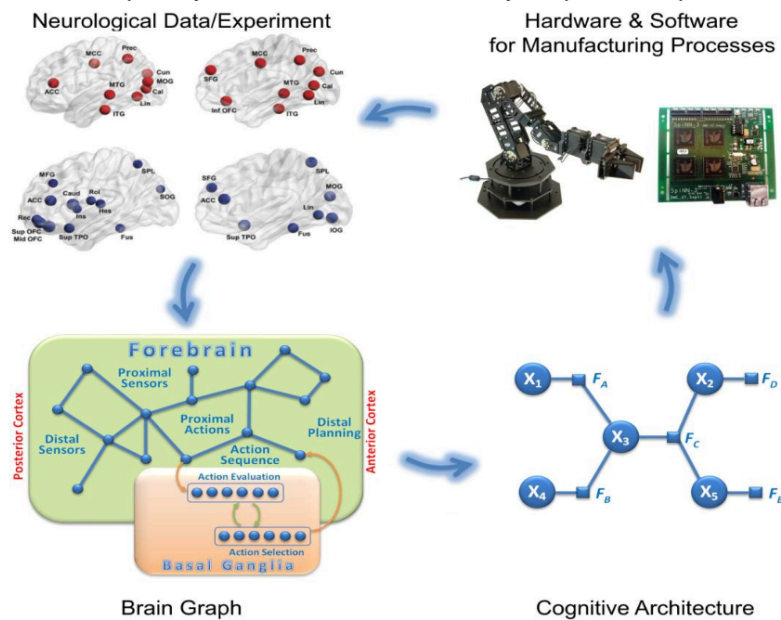 Neurological Data/Experiment
Hardware & Software
for Manufacturing Processes
MCC
Prec
Cun
MOG
Cal
Lin
MTG
ITG
ACC
SFG
MCC
Prec
Cun
Cal
Lin
MTG
Inf OFC
ITG
MFG
SPL
ACC
Caud
Rol
SOG
Rec
Ins
Hes
Sup OFC
Mid OFC
Sup TPO
Fus
SFG
SPL
ACC
MOG
Lin
Sup TPO
Fus
IOG
Forebrain
Proximal
Sensors
Distal
Sensors
Proximal
Actions
Action
Sequence
Distal
Planning
Posterior Cortex
Anterior Cortex
Action Evaluation
Action Selection
Basal Ganglia
X1
FA
X2
FD
X3
FC
X4
FB
X5
Brain Graph
Cognitive Architecture